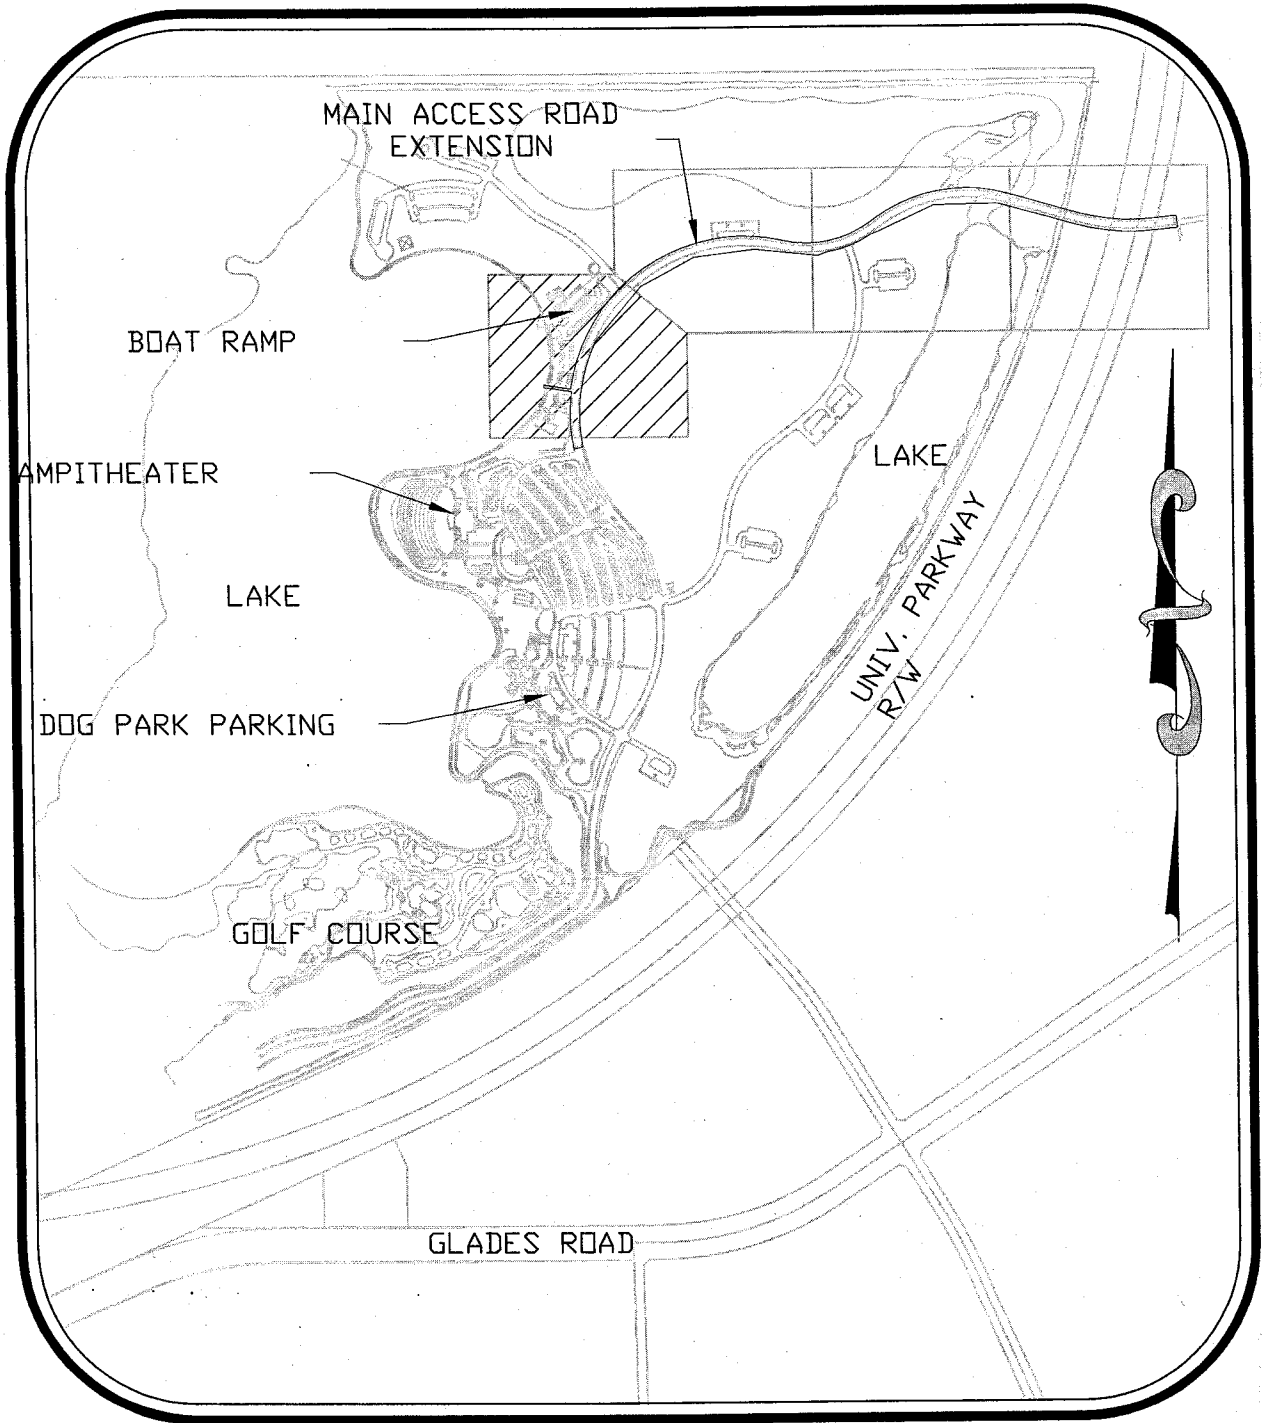 MAIN ACCESS ROAD
EXTENSION
BOAT RAMP
LAKE
AMPITHEATER
UNIV. PARKWAY
R/W
LAKE
DOG PARK PARKING
GOLF COURSE
GLADES ROAD